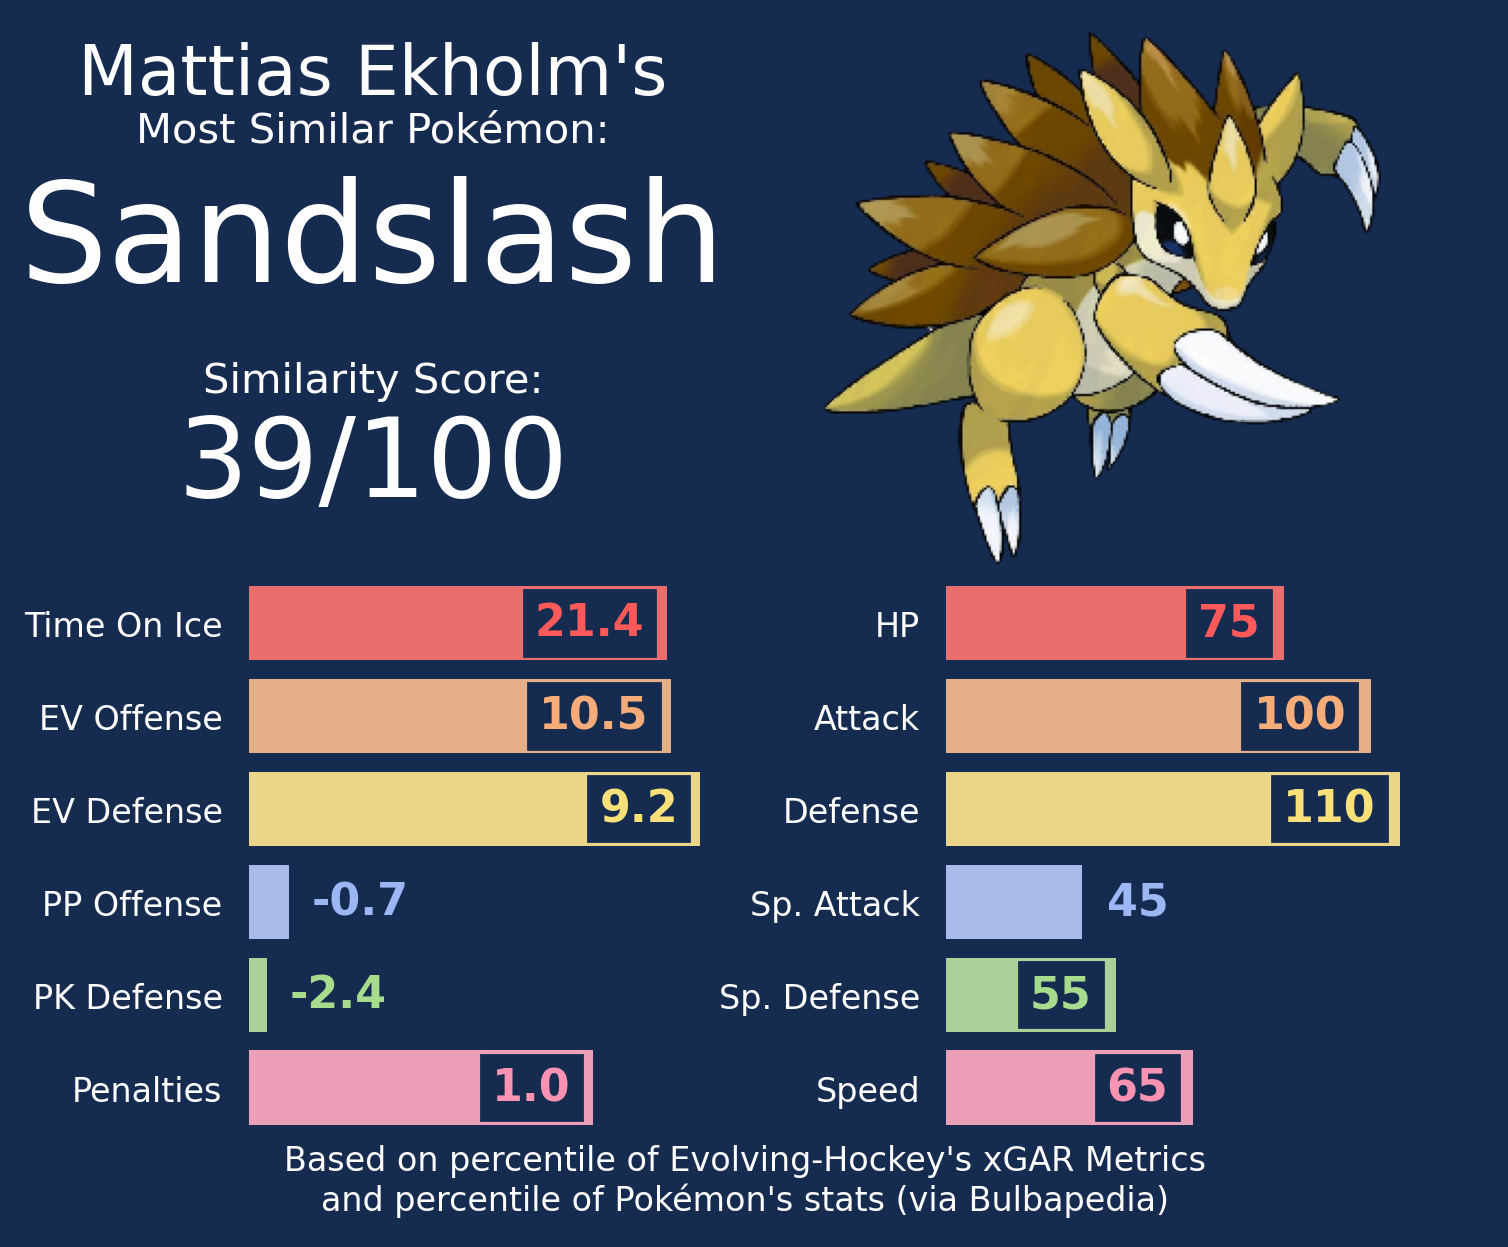 Mattias Ekholm's
Most Similar Pokémon:
Sandslash
Similarity Score:
39/100
Time On Ice 21.4
EV Offense 10.5
EV Defense 9.2
PP Offense -0.7
PK Defense -2.4
Penalties 1.0
HP 75
Attack 100
Defense 110
Sp. Attack 45
Sp. Defense 55
Speed 65
Based on percentile of Evolving-Hockey's xGAR Metrics
and percentile of Pokémon's stats (via Bulbapedia)